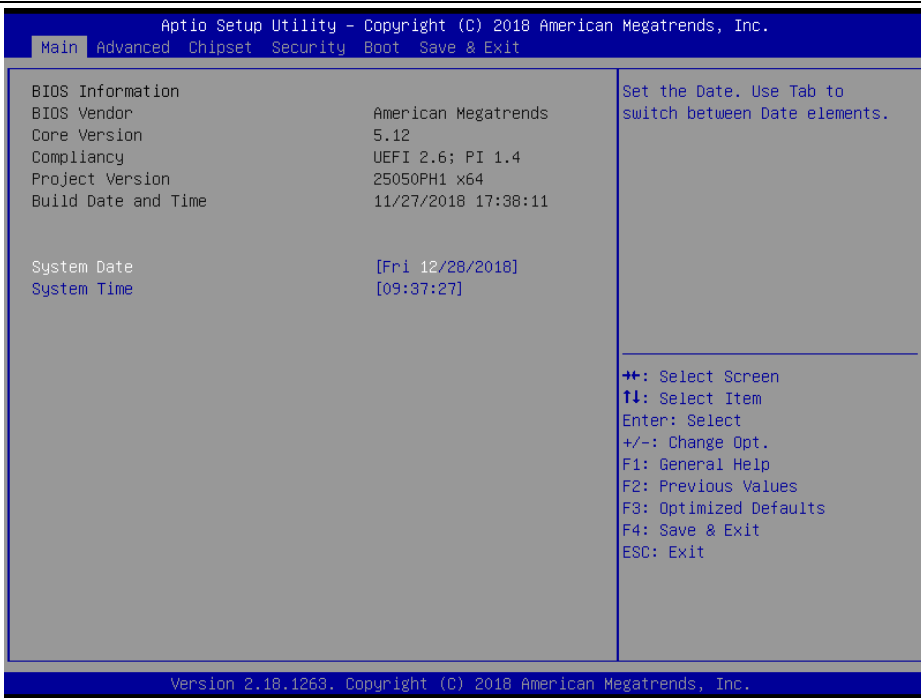 Aptio Setup Utility – Copyright (C) 2018 American Megatrends, Inc.
Main Advanced Chipset Security Boot Save & Exit
BIOS Information
BIOS Vendor American Megatrends
Core Version 5.12
Compliancy UEFI 2.6; PI 1.4
Project Version 25050PH1 x64
Build Date and Time 11/27/2018 17:38:11
System Date [Fri 12/28/2018]
System Time [09:37:27]
Set the Date. Use Tab to
switch between Date elements.
→←: Select Screen
↑↓: Select Item
Enter: Select
+/-: Change Opt.
F1: General Help
F2: Previous Values
F3: Optimized Defaults
F4: Save & Exit
ESC: Exit
Version 2.18.1263. Copyright (C) 2018 American Megatrends, Inc.